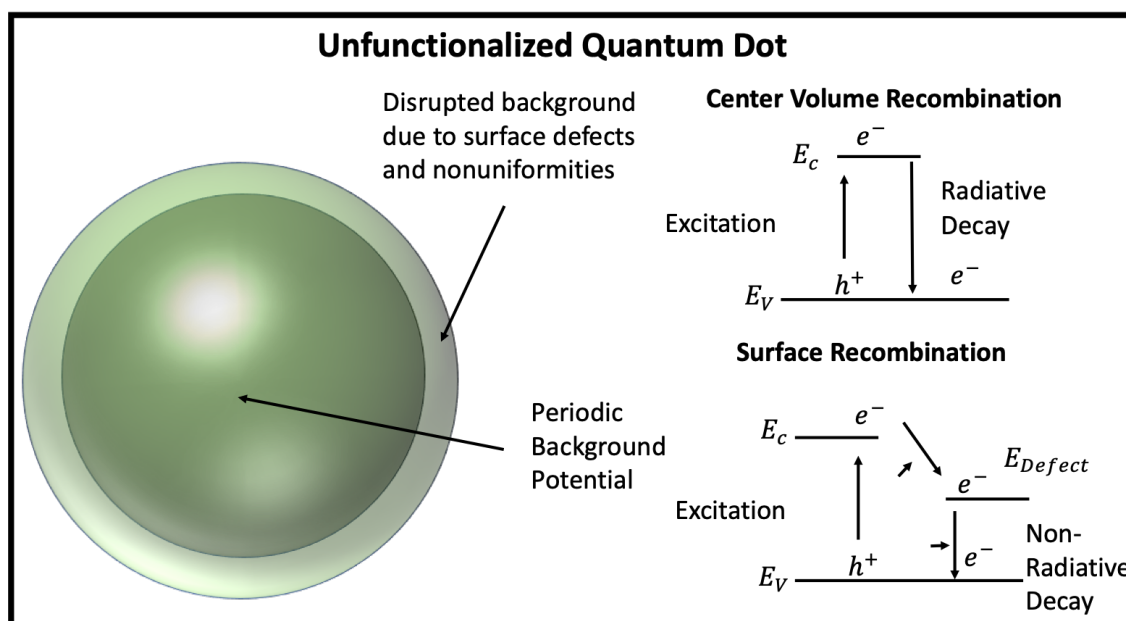 Unfunctionalized Quantum Dot
Disrupted background
due to surface defects
and nonuniformities
Periodic
Background
Potential
Center Volume Recombination
e⁻
E_c
Excitation
Radiative
Decay
h⁺
e⁻
E_V
Surface Recombination
e⁻
E_c
E_Defect
e⁻
Excitation
Non-
Radiative
Decay
e⁻
h⁺
E_V